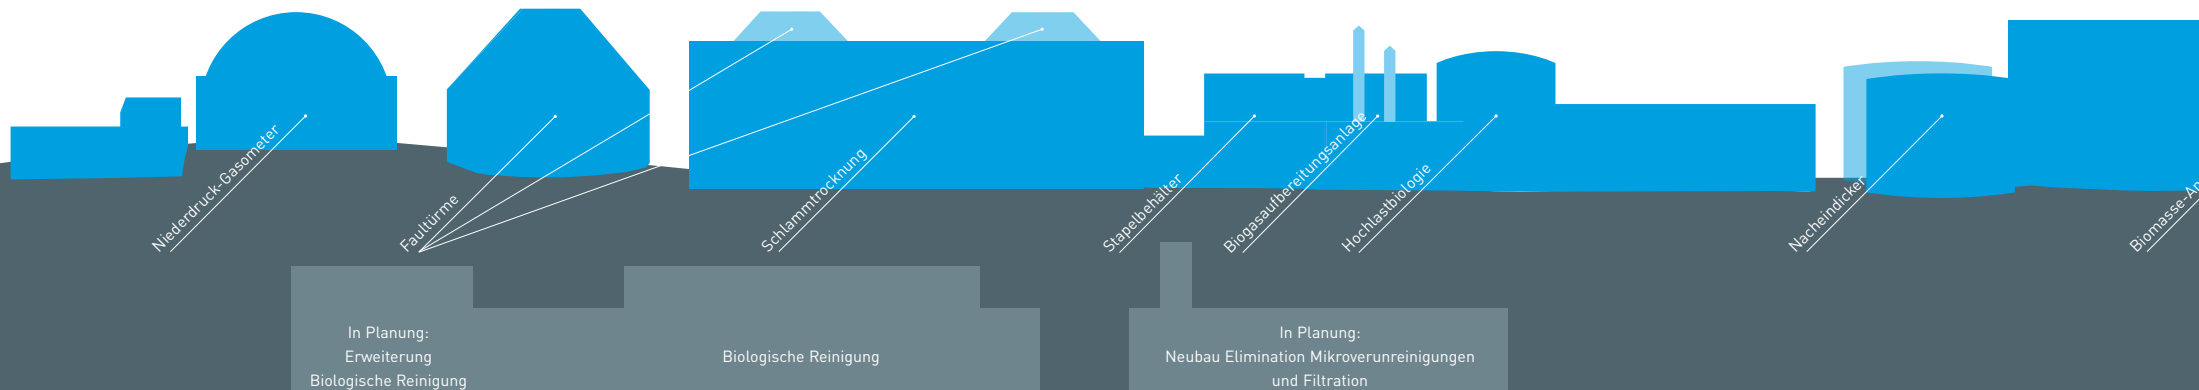 Niederdruck-Gasometer
Faultürme
Schlammtrocknung
Stapelbehälter
Biogasaufbereitungsanlage
Hochlastbiologie
Nacheindicker
In Planung:
Erweiterung
Biologische Reinigung
Biologische Reinigung
In Planung:
Neubau Elimination Mikroverunreinigungen
und Filtration